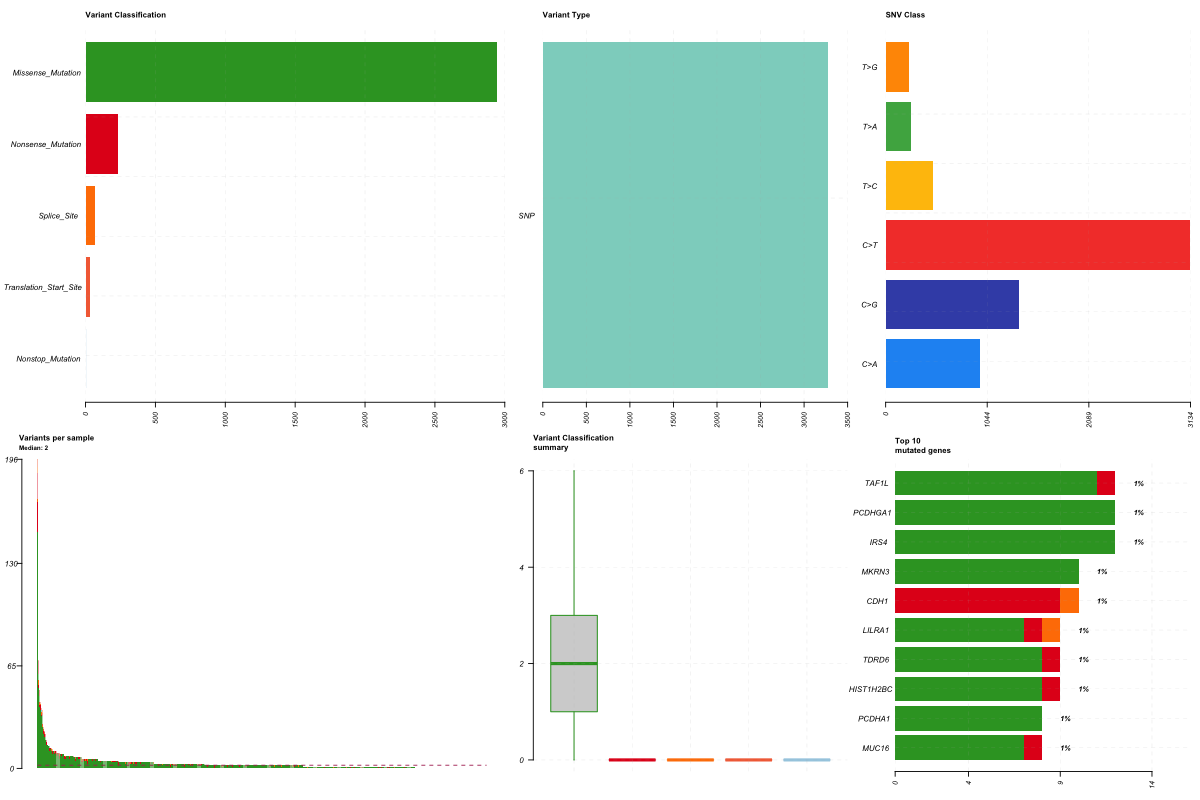 Variant Classification
Missense_Mutation
Nonsense_Mutation
Splice_Site
Translation_Start_Site
Nonstop_Mutation
0
500
1000
1500
2000
2500
3000
Variant Type
SNP
0
500
1000
1500
2000
2500
3000
3500
SNV Class
T>G
T>A
T>C
C>T
C>G
C>A
0
1044
2089
3134
Variants per sample
Median: 2
196
130
65
0
Variant Classification
summary
6
4
2
0
Top 10
mutated genes
TAF1L 1%
PCDHGA1 1%
IRS4 1%
MKRN3 1%
CDH1 1%
LILRA1 1%
TDRD6 1%
HIST1H2BC 1%
PCDHA1 1%
MUC16 1%
0
4
9
14